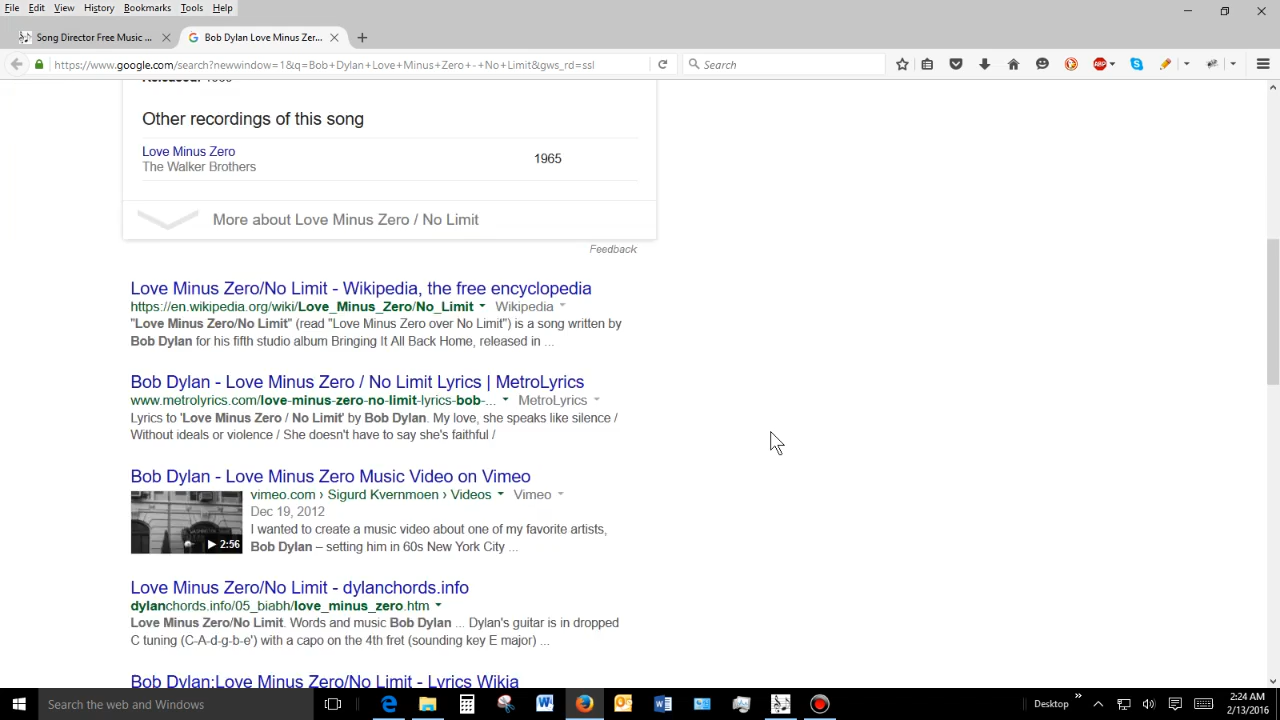 File Edit View History Bookmarks Tools Help
Song Director Free Music ...
Bob Dylan Love Minus Zer...
https://www.google.com/search?newwindow=1&q=Bob+Dylan+Love+Minus+Zero+-+No+Limit&gws_rd=ssl
Search
ABP
Released: 1965
Other recordings of this song
Love Minus Zero
The Walker Brothers
1965
More about Love Minus Zero / No Limit
Feedback
Love Minus Zero/No Limit - Wikipedia, the free encyclopedia
https://en.wikipedia.org/wiki/Love_Minus_Zero/No_Limit Wikipedia
"Love Minus Zero/No Limit" (read "Love Minus Zero over No Limit") is a song written by
Bob Dylan for his fifth studio album Bringing It All Back Home, released in ...
Bob Dylan - Love Minus Zero / No Limit Lyrics | MetroLyrics
www.metrolyrics.com/love-minus-zero-no-limit-lyrics-bob-... MetroLyrics
Lyrics to 'Love Minus Zero / No Limit' by Bob Dylan. My love, she speaks like silence /
Without ideals or violence / She doesn't have to say she's faithful /
Bob Dylan - Love Minus Zero Music Video on Vimeo
vimeo.com › Sigurd Kvernmoen › Videos Vimeo
Dec 19, 2012
I wanted to create a music video about one of my favorite artists,
Bob Dylan – setting him in 60s New York City ...
2:56
Love Minus Zero/No Limit - dylanchords.info
dylanchords.info/05_biabh/love_minus_zero.htm
Love Minus Zero/No Limit. Words and music Bob Dylan ... Dylan's guitar is in dropped
C tuning (C-A-d-g-b-e') with a capo on the 4th fret (sounding key E major) ...
Bob Dylan:Love Minus Zero/No Limit - Lyrics Wikia
Search the web and Windows
Desktop
2:24 AM
2/13/2016